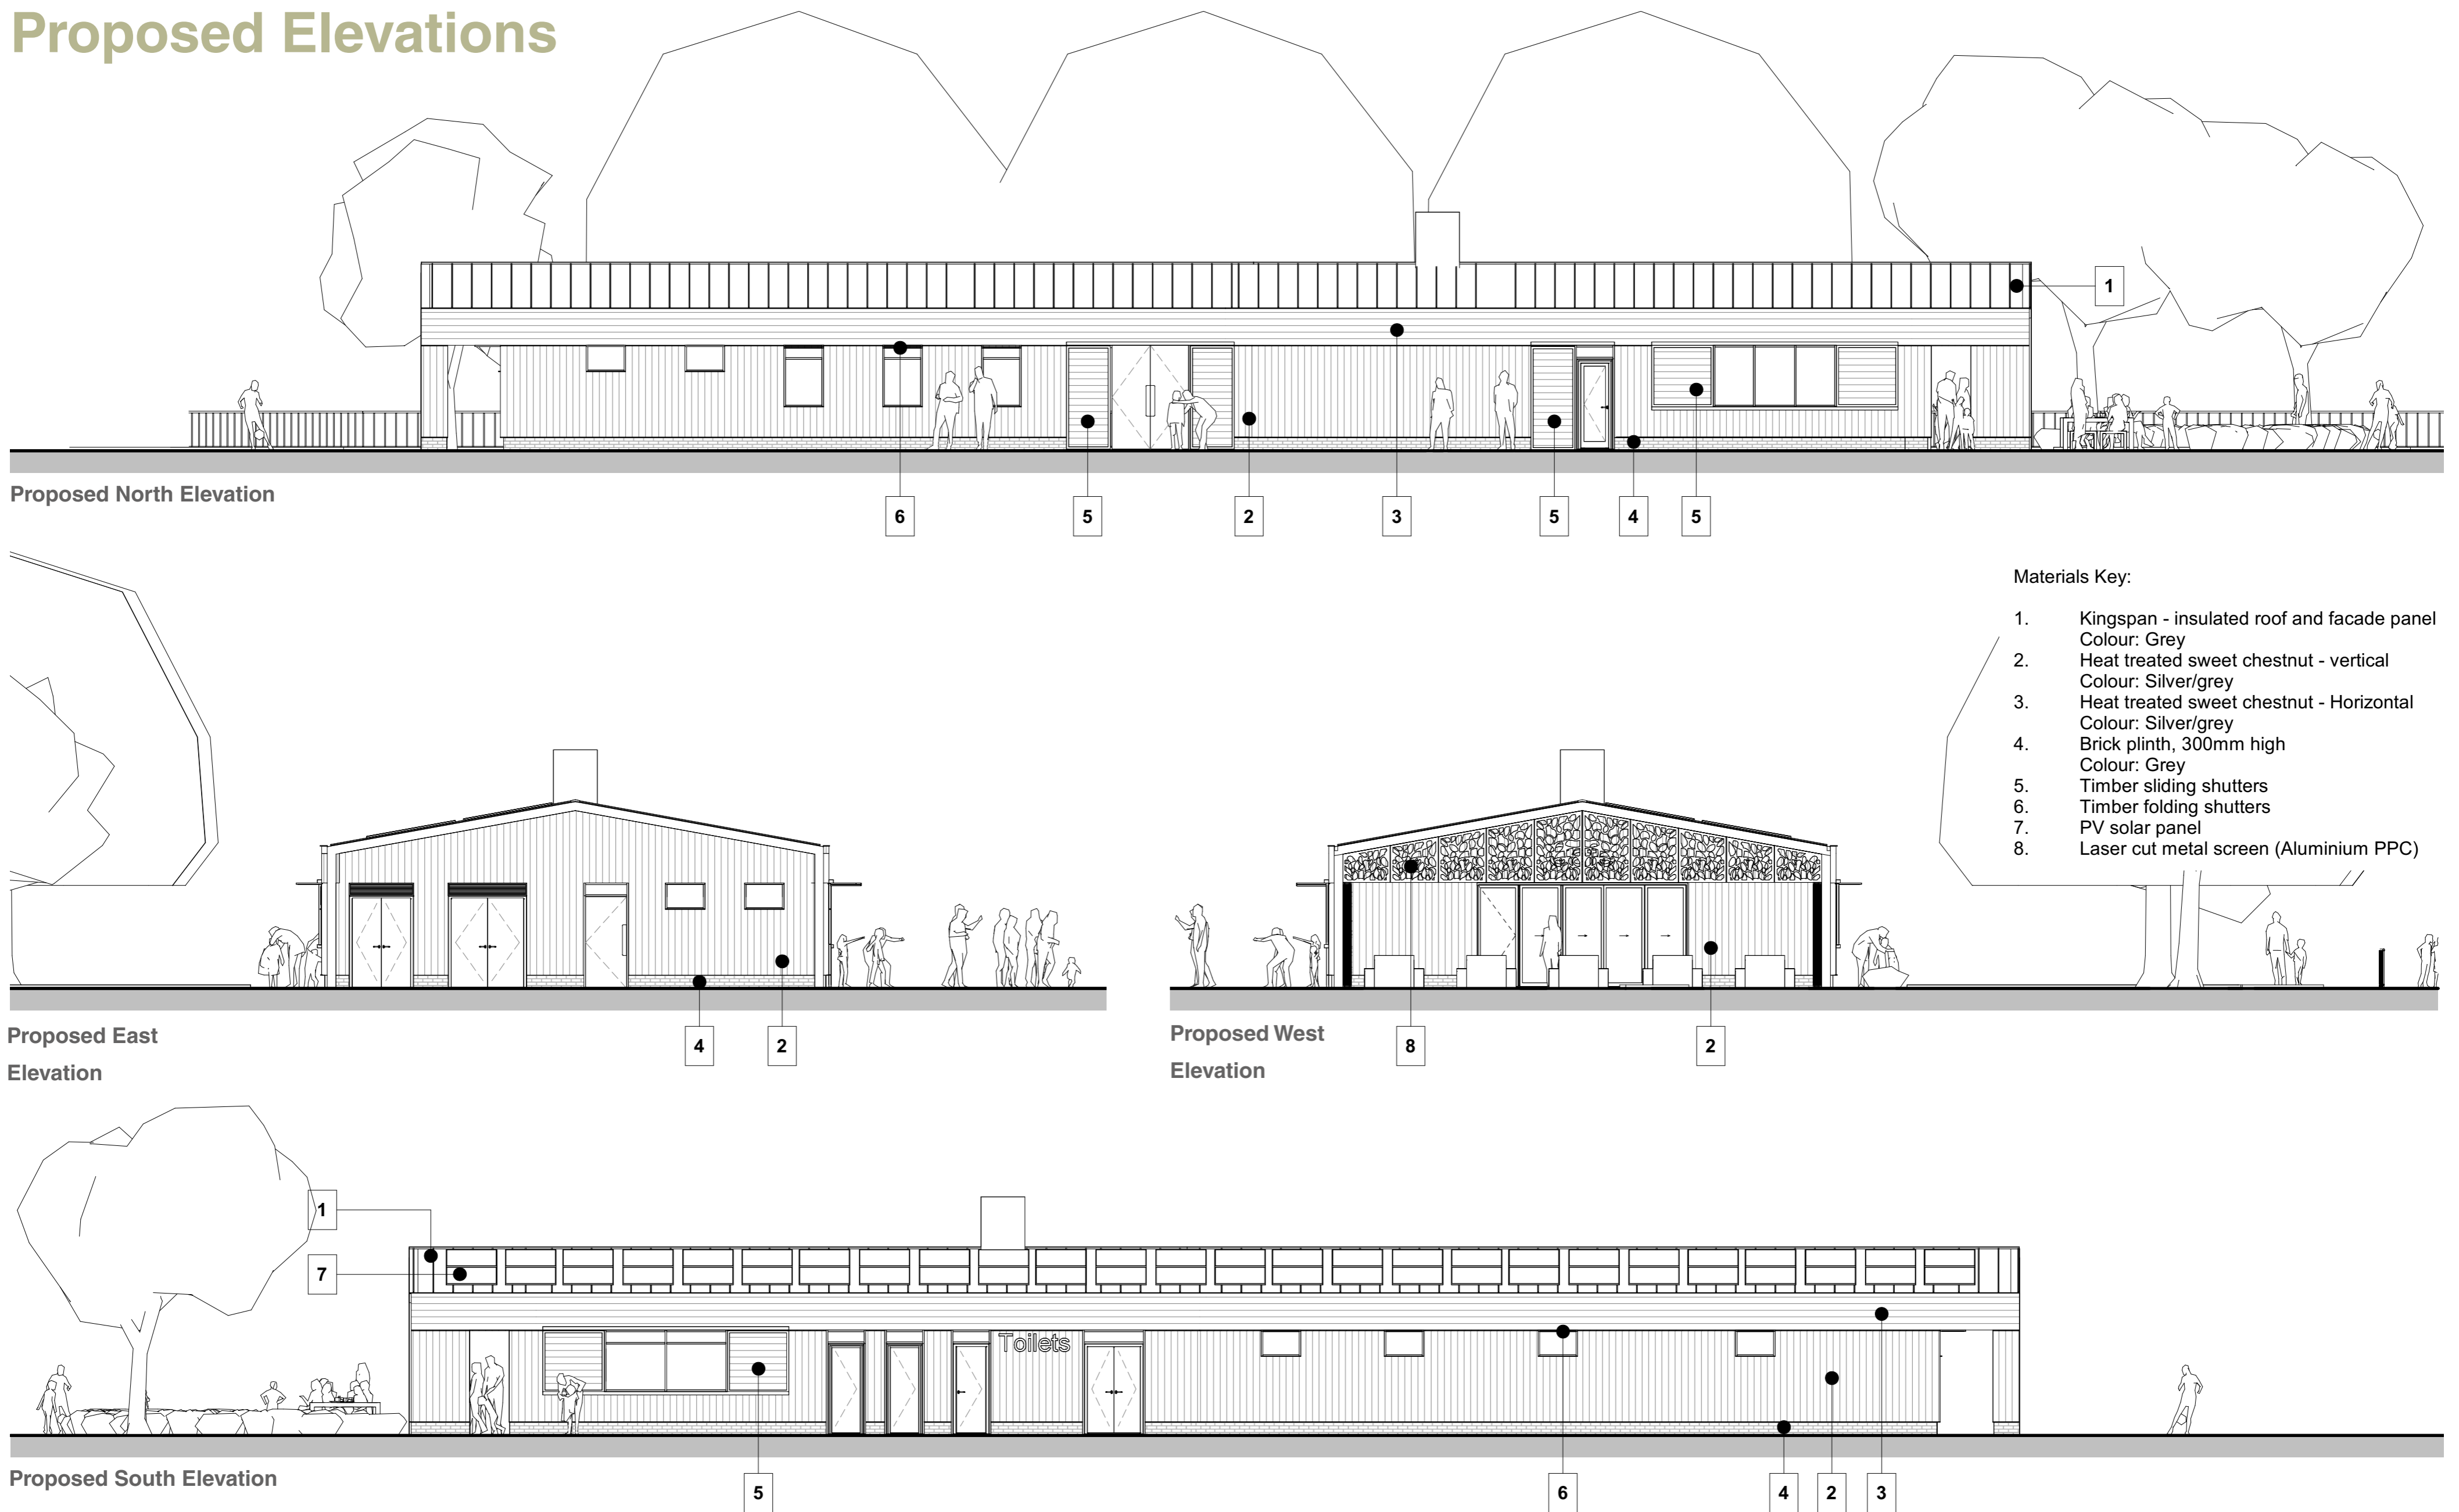 Proposed Elevations
1
Proposed North Elevation
6
5
2
3
5
4
5
Materials Key:
1. Kingspan - insulated roof and facade panel
Colour: Grey
2. Heat treated sweet chestnut - vertical
Colour: Silver/grey
3. Heat treated sweet chestnut - Horizontal
Colour: Silver/grey
4. Brick plinth, 300mm high
Colour: Grey
5. Timber sliding shutters
6. Timber folding shutters
7. PV solar panel
8. Laser cut metal screen (Aluminium PPC)
Proposed East
Elevation
4
2
Proposed West
Elevation
8
2
1
7
Toilets
Proposed South Elevation
5
6
4
2
3